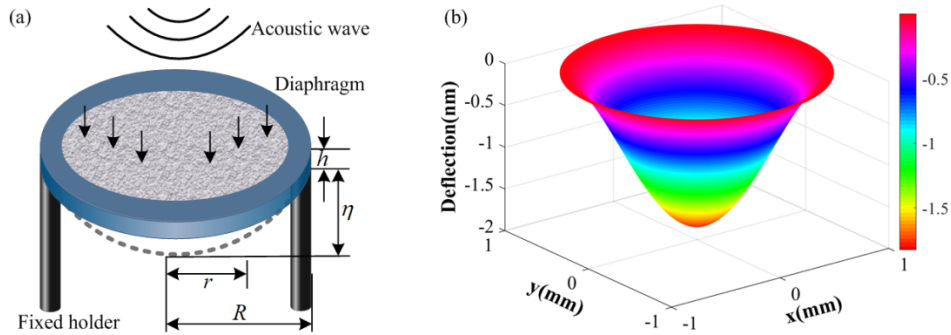 (a)
Acoustic wave
Diaphragm
h
η
r
R
Fixed holder
(b)
Deflection(nm)
0
-0.5
-1
-1.5
-2
1
0
-1
y(mm)
-1
0
1
x(mm)
-0.5
-1
-1.5